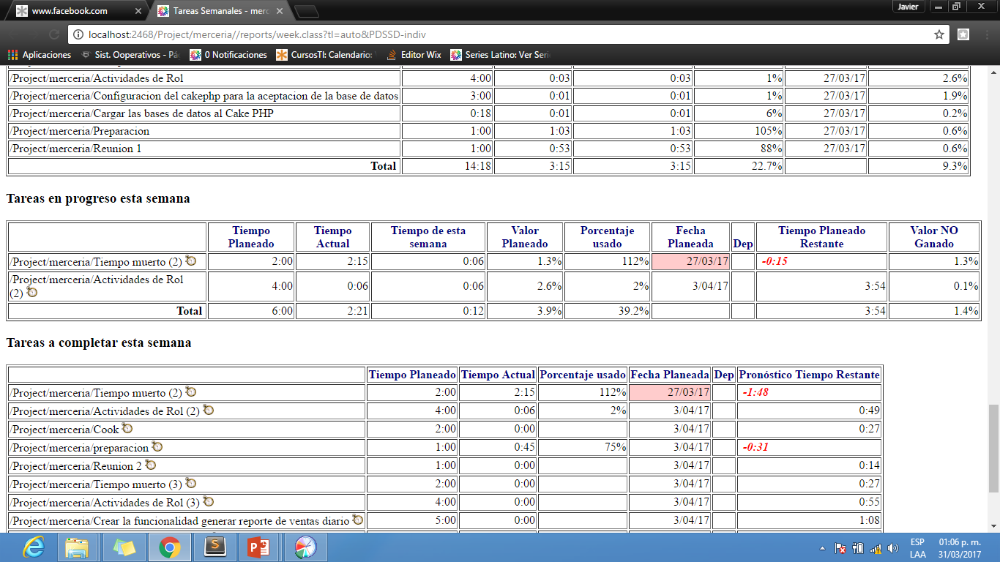 www.facebook.com
Tareas Semanales - merc
Javier
localhost:2468/Project/merceria//reports/week.class?tl=auto&PDSSD-indiv
Aplicaciones Sist. Ooperativos - Pá 0 Notificaciones CursosTI: Calendario: Editor Wix Series Latino: Ver Seri
/Project/merceria/Actividades de Rol 4:00 0:03 0:03 1% 27/03/17 2.6%
/Project/merceria/Configuracion del cakephp para la aceptacion de la base de datos 3:00 0:01 0:01 1% 27/03/17 1.9%
/Project/merceria/Cargar las bases de datos al Cake PHP 0:18 0:01 0:01 6% 27/03/17 0.2%
/Project/merceria/Preparacion 1:00 1:03 1:03 105% 27/03/17 0.6%
/Project/merceria/Reunion 1 1:00 0:53 0:53 88% 27/03/17 0.6%
Total 14:18 3:15 3:15 22.7% 9.3%
Tareas en progreso esta semana
Tiempo Planeado Tiempo Actual Tiempo de esta semana Valor Planeado Porcentaje usado Fecha Planeada Dep Tiempo Planeado Restante Valor NO Ganado
/Project/merceria/Tiempo muerto (2) 2:00 2:15 0:06 1.3% 112% 27/03/17 -0:15 1.3%
/Project/merceria/Actividades de Rol (2) 4:00 0:06 0:06 2.6% 2% 3/04/17 3:54 0.1%
Total 6:00 2:21 0:12 3.9% 39.2% 3:54 1.4%
Tareas a completar esta semana
Tiempo Planeado Tiempo Actual Porcentaje usado Fecha Planeada Dep Pronóstico Tiempo Restante
/Project/merceria/Tiempo muerto (2) 2:00 2:15 112% 27/03/17 -1:48
/Project/merceria/Actividades de Rol (2) 4:00 0:06 2% 3/04/17 0:49
/Project/merceria/Cook 2:00 0:00 3/04/17 0:27
/Project/merceria/preparacion 1:00 0:45 75% 3/04/17 -0:31
/Project/merceria/Reunion 2 1:00 0:00 3/04/17 0:14
/Project/merceria/Tiempo muerto (3) 2:00 0:00 3/04/17 0:27
/Project/merceria/Actividades de Rol (3) 4:00 0:00 3/04/17 0:55
/Project/merceria/Crear la funcionalidad generar reporte de ventas diario 5:00 0:00 3/04/17 1:08
ESP 01:06 p. m.
LAA 31/03/2017